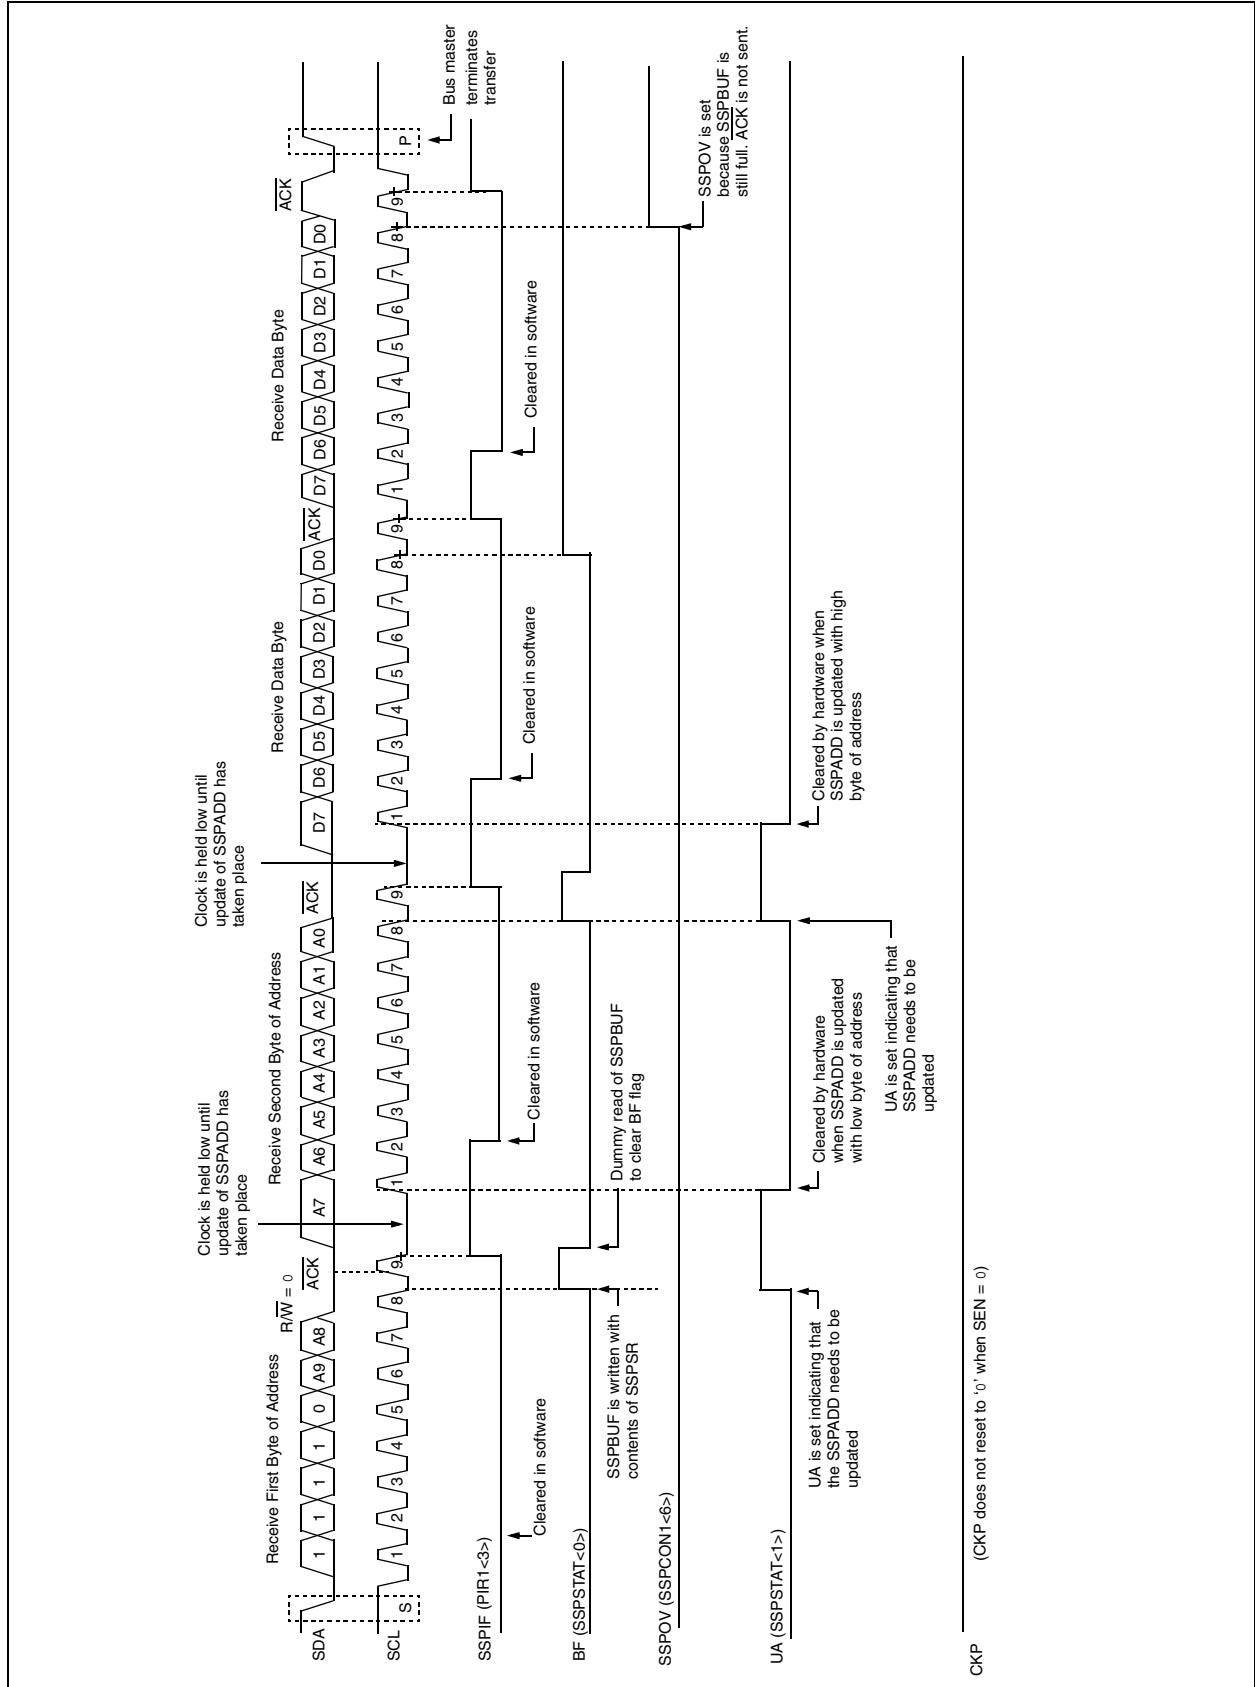 Receive First Byte of Address
R/W = 0
ACK
Clock is held low until
update of SSPADD has
taken place
Receive Second Byte of Address
ACK
Clock is held low until
update of SSPADD has
taken place
Receive Data Byte
ACK
Receive Data Byte
ACK
SDA
1 1 1 1 0 A9 A8
A7 A6 A5 A4 A3 A2 A1 A0
D7 D6 D5 D4 D3 D2 D1 D0
D7 D6 D5 D4 D3 D2 D1 D0
SCL
S
1 2 3 4 5 6 7 8 9
1 2 3 4 5 6 7 8 9
1 2 3 4 5 6 7 8 9
1 2 3 4 5 6 7 8 9
P
Bus master
terminates
transfer
SSPIF (PIR1<3>)
Cleared in software
Cleared in software
Cleared in software
Cleared in software
BF (SSPSTAT<0>)
SSPBUF is written with
contents of SSPSR
Dummy read of SSPBUF
to clear BF flag
SSPOV (SSPCON1<6>)
SSPOV is set
because SSPBUF is
still full. ACK is not sent.
UA (SSPSTAT<1>)
UA is set indicating that
the SSPADD needs to be
updated
Cleared by hardware
when SSPADD is updated
with low byte of address
UA is set indicating that
SSPADD needs to be
updated
Cleared by hardware when
SSPADD is updated with high
byte of address
CKP
(CKP does not reset to ‘0’ when SEN = 0)